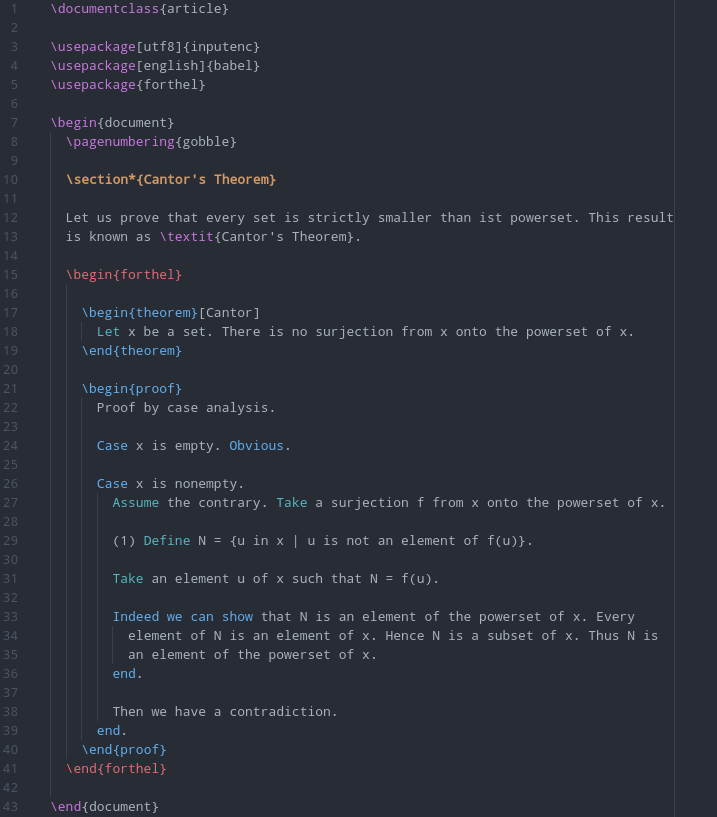 1 \documentclass{article}
2
3 \usepackage[utf8]{inputenc}
4 \usepackage[english]{babel}
5 \usepackage{forthel}
6
7 \begin{document}
8 \pagenumbering{gobble}
9
10 \section*{Cantor's Theorem}
11
12 Let us prove that every set is strictly smaller than ist powerset. This result
13 is known as \textit{Cantor's Theorem}.
14
15 \begin{forthel}
16
17 \begin{theorem}[Cantor]
18 Let x be a set. There is no surjection from x onto the powerset of x.
19 \end{theorem}
20
21 \begin{proof}
22 Proof by case analysis.
23
24 Case x is empty. Obvious.
25
26 Case x is nonempty.
27 Assume the contrary. Take a surjection f from x onto the powerset of x.
28
29 (1) Define N = {u in x | u is not an element of f(u)}.
30
31 Take an element u of x such that N = f(u).
32
33 Indeed we can show that N is an element of the powerset of x. Every
34 element of N is an element of x. Hence N is a subset of x. Thus N is
35 an element of the powerset of x.
36 end.
37
38 Then we have a contradiction.
39 end.
40 \end{proof}
41 \end{forthel}
42
43 \end{document}